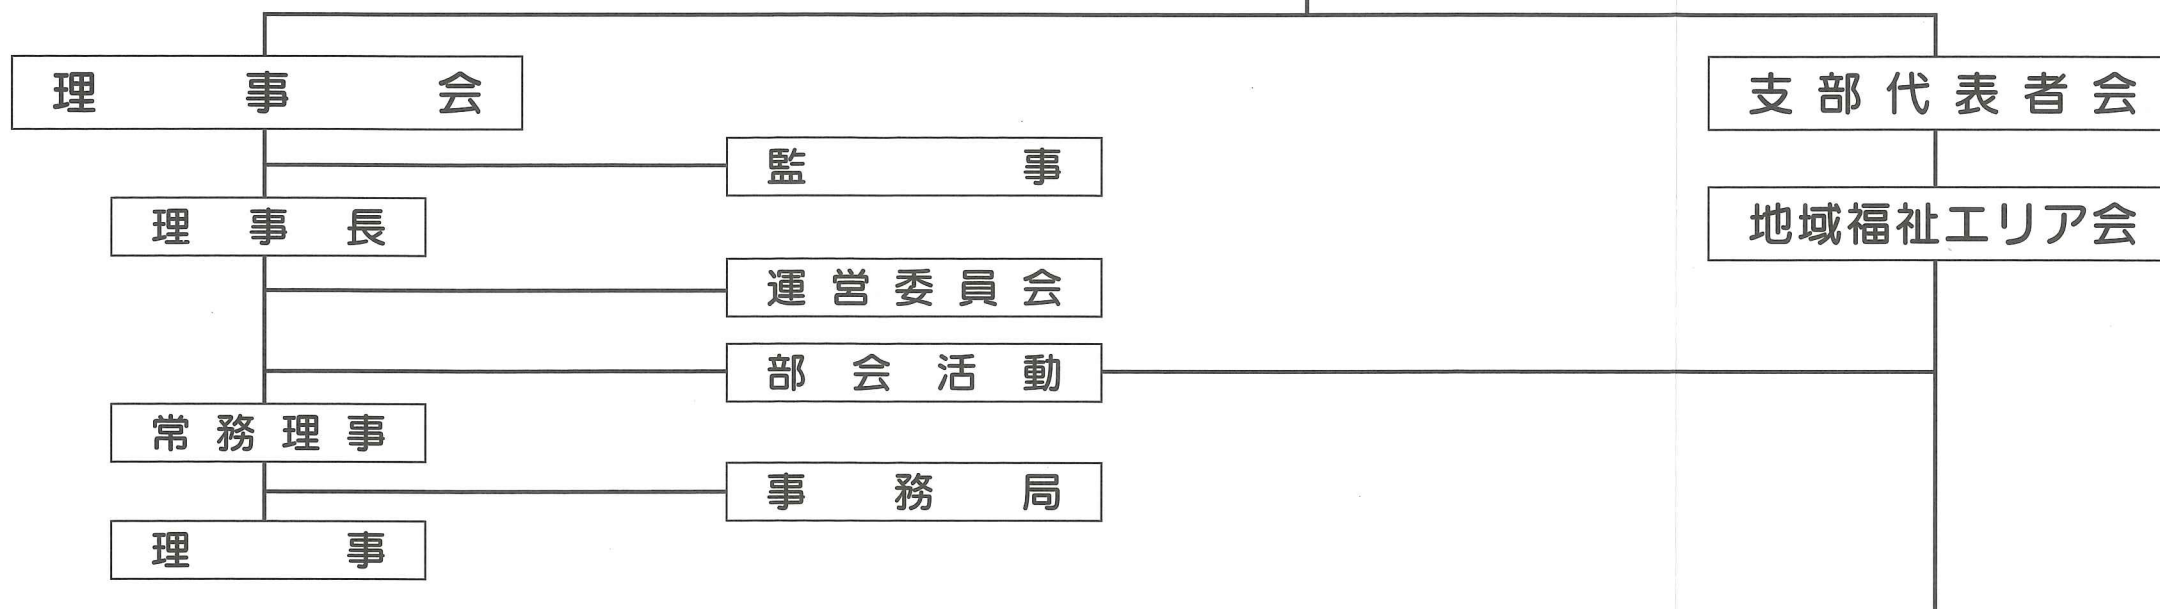 理事会
支部代表者会
監事
地域福祉エリア会
理事長
運営委員会
部会活動
常務理事
事務局
理事